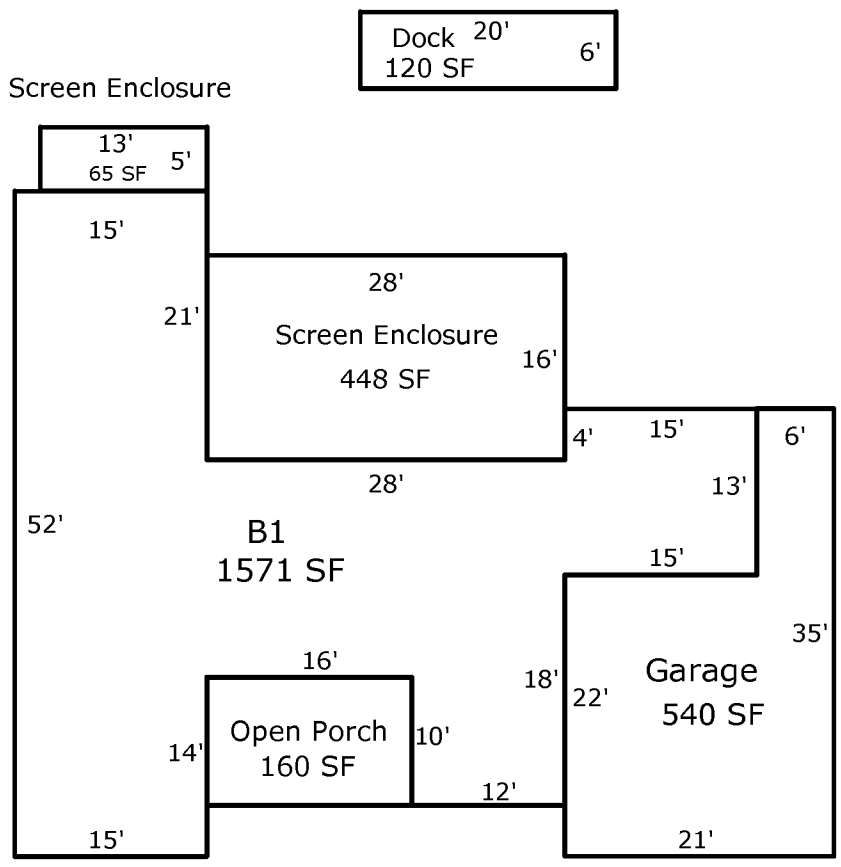 Dock 20'
120 SF
6'
Screen Enclosure
13'
65 SF
5'
15'
21'
28'
Screen Enclosure
448 SF
16'
28'
4'
15'
6'
13'
15'
52'
B1
1571 SF
35'
16'
18'
22'
Garage
540 SF
Open Porch
160 SF
14'
10'
12'
15'
21'